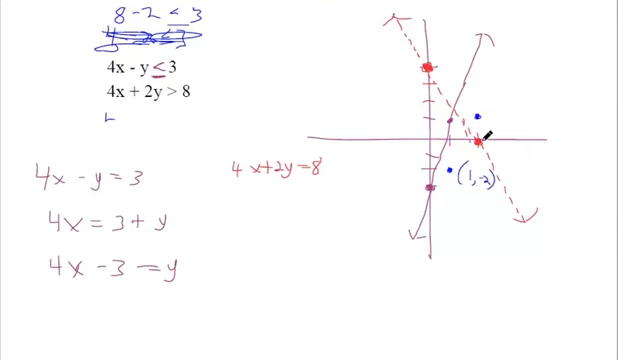 8 - 2 ≤ 3
4x - y ≤ 3
4x + 2y > 8
4x - y = 3
4x + 2y = 8
4x = 3 + y
4x - 3 = y
(1, -2)